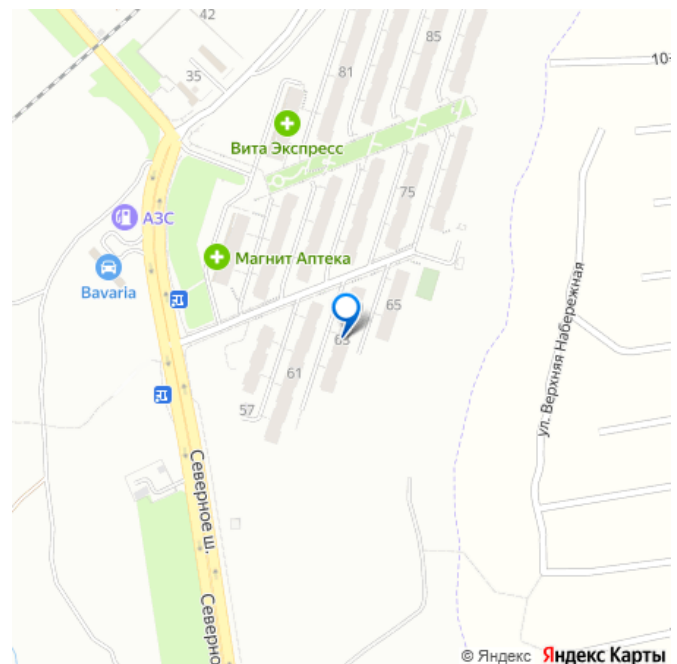 42
85
10-
81
35
Вита Экспресс
75
АЗС
Магнит Аптека
Bavaria
65
63
61
57
ул. Верхняя Набережная
Северное ш.
Северно
© Яндекс Яндекс Карты